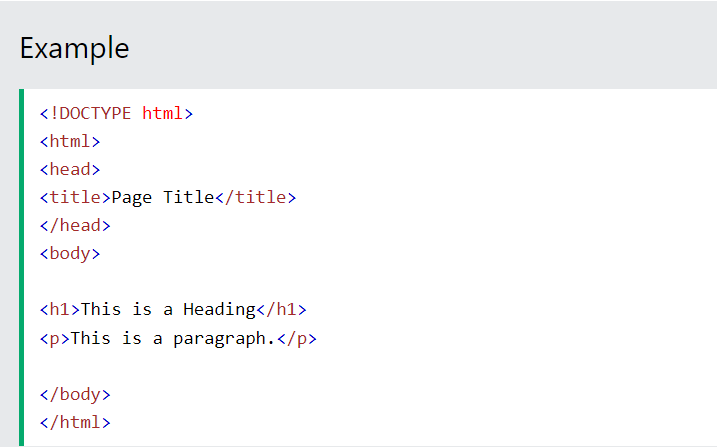 Example
<!DOCTYPE html>
<html>
<head>
<title>Page Title</title>
</head>
<body>
<h1>This is a Heading</h1>
<p>This is a paragraph.</p>
</body>
</html>